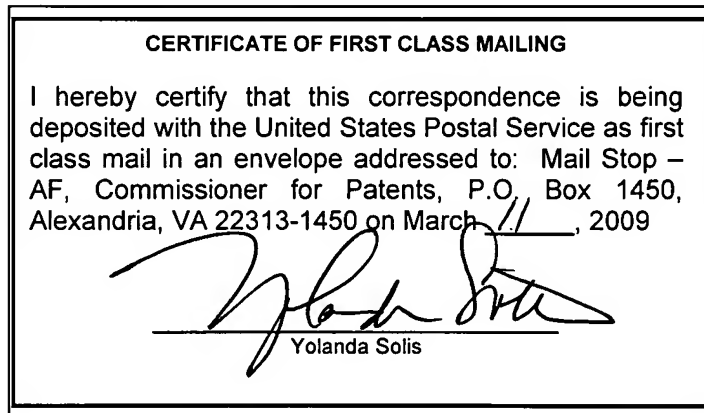 CERTIFICATE OF FIRST CLASS MAILING
I hereby certify that this correspondence is being
deposited with the United States Postal Service as first
class mail in an envelope addressed to: Mail Stop –
AF, Commissioner for Patents, P.O. Box 1450,
Alexandria, VA 22313-1450 on March 11, 2009
Yolanda Solis
Yolanda Solis